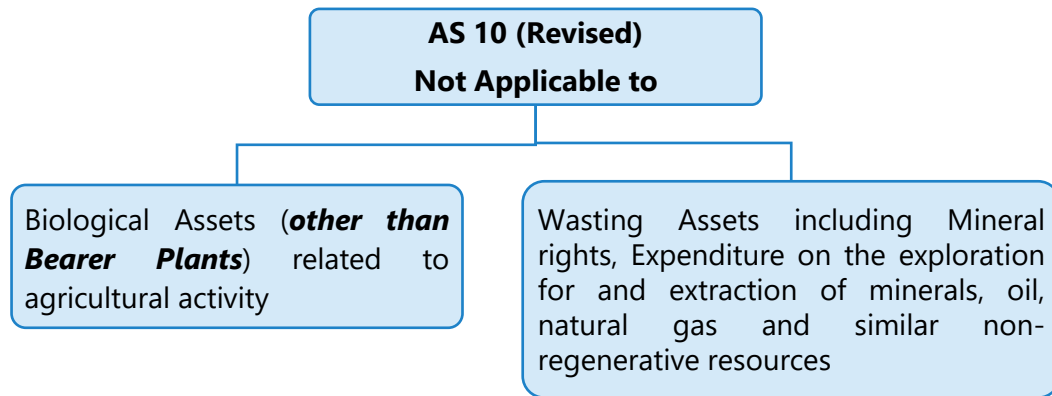 AS 10 (Revised)
Not Applicable to
Biological Assets (other than
Bearer Plants) related to
agricultural activity
Wasting Assets including Mineral
rights, Expenditure on the exploration
for and extraction of minerals, oil,
natural gas and similar non-
regenerative resources